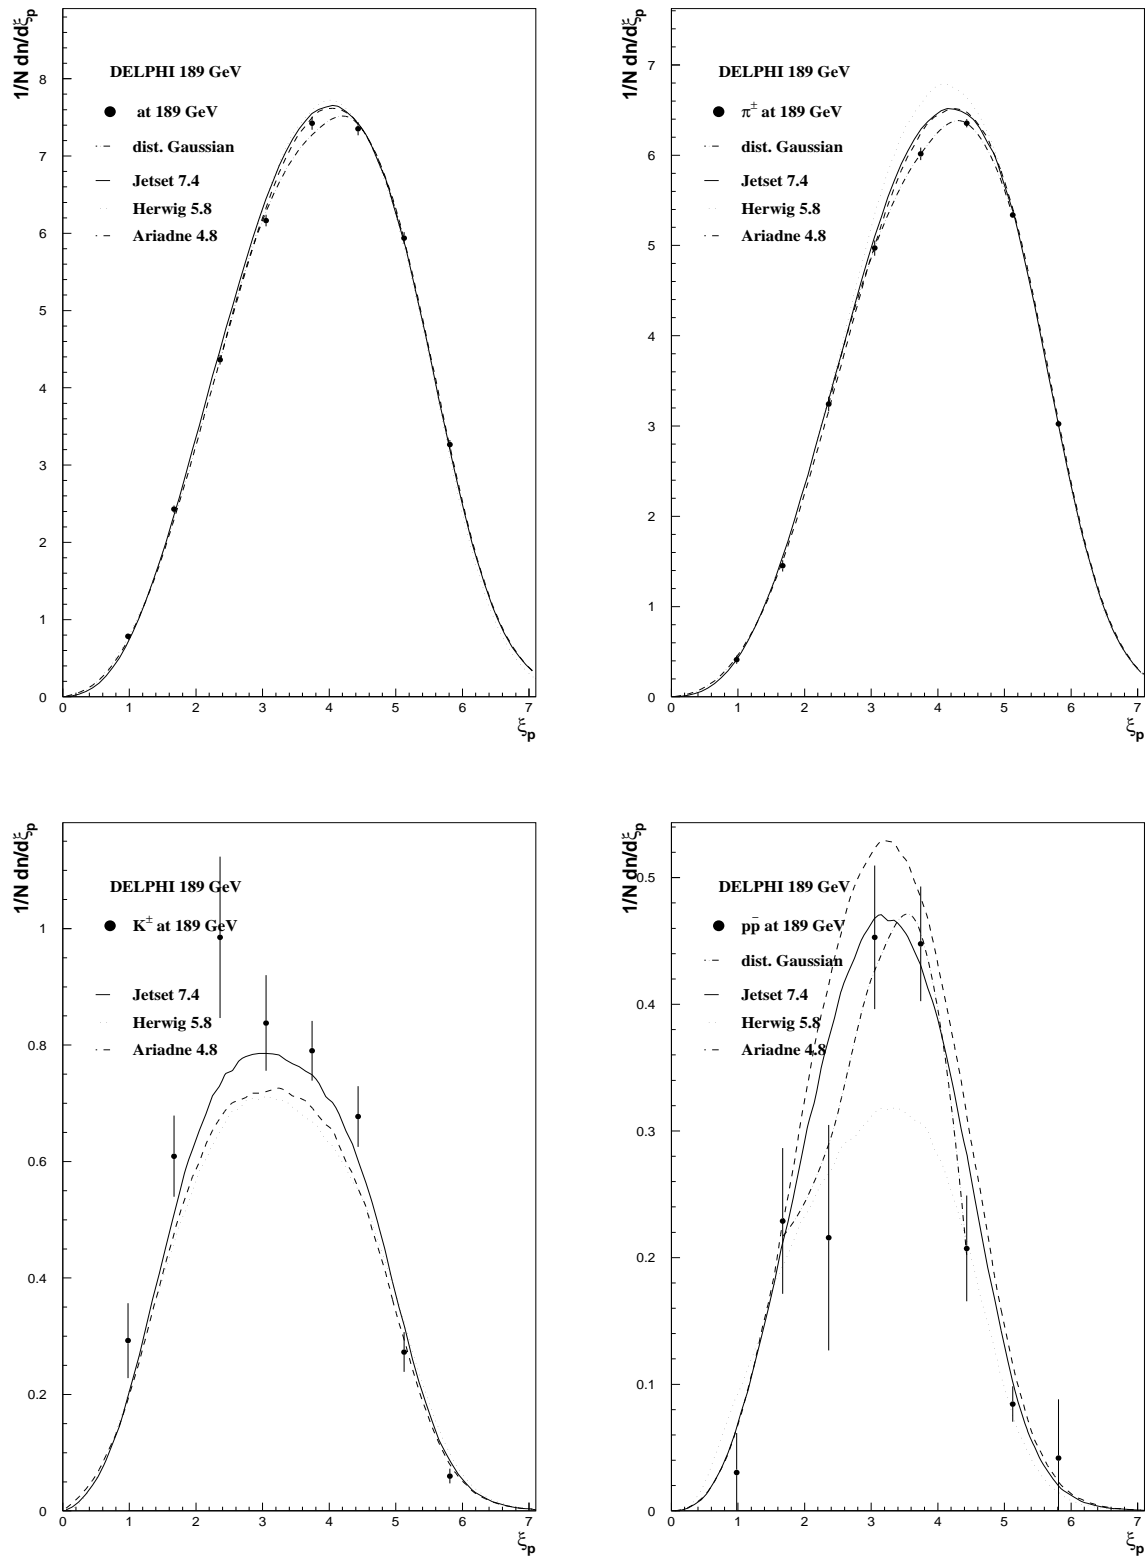 1/N dn/dξp
DELPHI 189 GeV
at 189 GeV
dist. Gaussian
Jetset 7.4
Herwig 5.8
Ariadne 4.8
8
7
6
5
4
3
2
1
0
0 1 2 3 4 5 6 7
ξp
1/N dn/dξp
DELPHI 189 GeV
π± at 189 GeV
dist. Gaussian
Jetset 7.4
Herwig 5.8
Ariadne 4.8
7
6
5
4
3
2
1
0
0 1 2 3 4 5 6 7
ξp
1/N dn/dξp
DELPHI 189 GeV
K± at 189 GeV
Jetset 7.4
Herwig 5.8
Ariadne 4.8
1
0.8
0.6
0.4
0.2
0
0 1 2 3 4 5 6 7
ξp
1/N dn/dξp
DELPHI 189 GeV
pp̄ at 189 GeV
dist. Gaussian
Jetset 7.4
Herwig 5.8
Ariadne 4.8
0.5
0.4
0.3
0.2
0.1
0
0 1 2 3 4 5 6 7
ξp